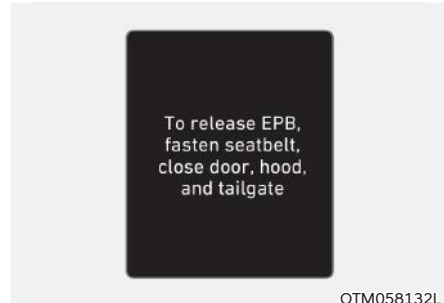 To release EPB,
fasten seatbelt,
close door, hood,
and tailgate
OTM058132L